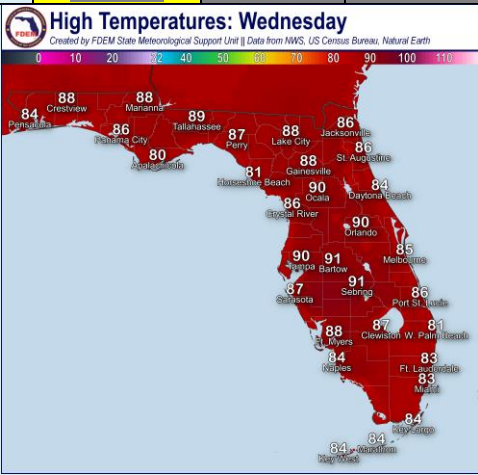 FDEM
High Temperatures: Wednesday
Created by FDEM State Meteorological Support Unit || Data from NWS, US Census Bureau, Natural Earth
0 10 20 30 32 40 50 60 70 80 90 100 110
88
Crestview
88
Marianna
84
Pensacola
89
Tallahassee
86
Panama City
87
Perry
88
Lake City
86
Jacksonville
86
St. Augustine
80
Apalachicola
88
Gainesville
81
Horseshoe Beach
90
Ocala
84
Daytona Beach
86
Crystal River
90
Orlando
85
Melbourne
90
Tampa
91
Bartow
91
Sebring
87
Sarasota
86
Port St. Lucie
88
Ft. Myers
87
Clewiston
81
W. Palm Beach
84
Naples
83
Ft. Lauderdale
83
Miami
84
Key Largo
84
Marathon
84
Key West